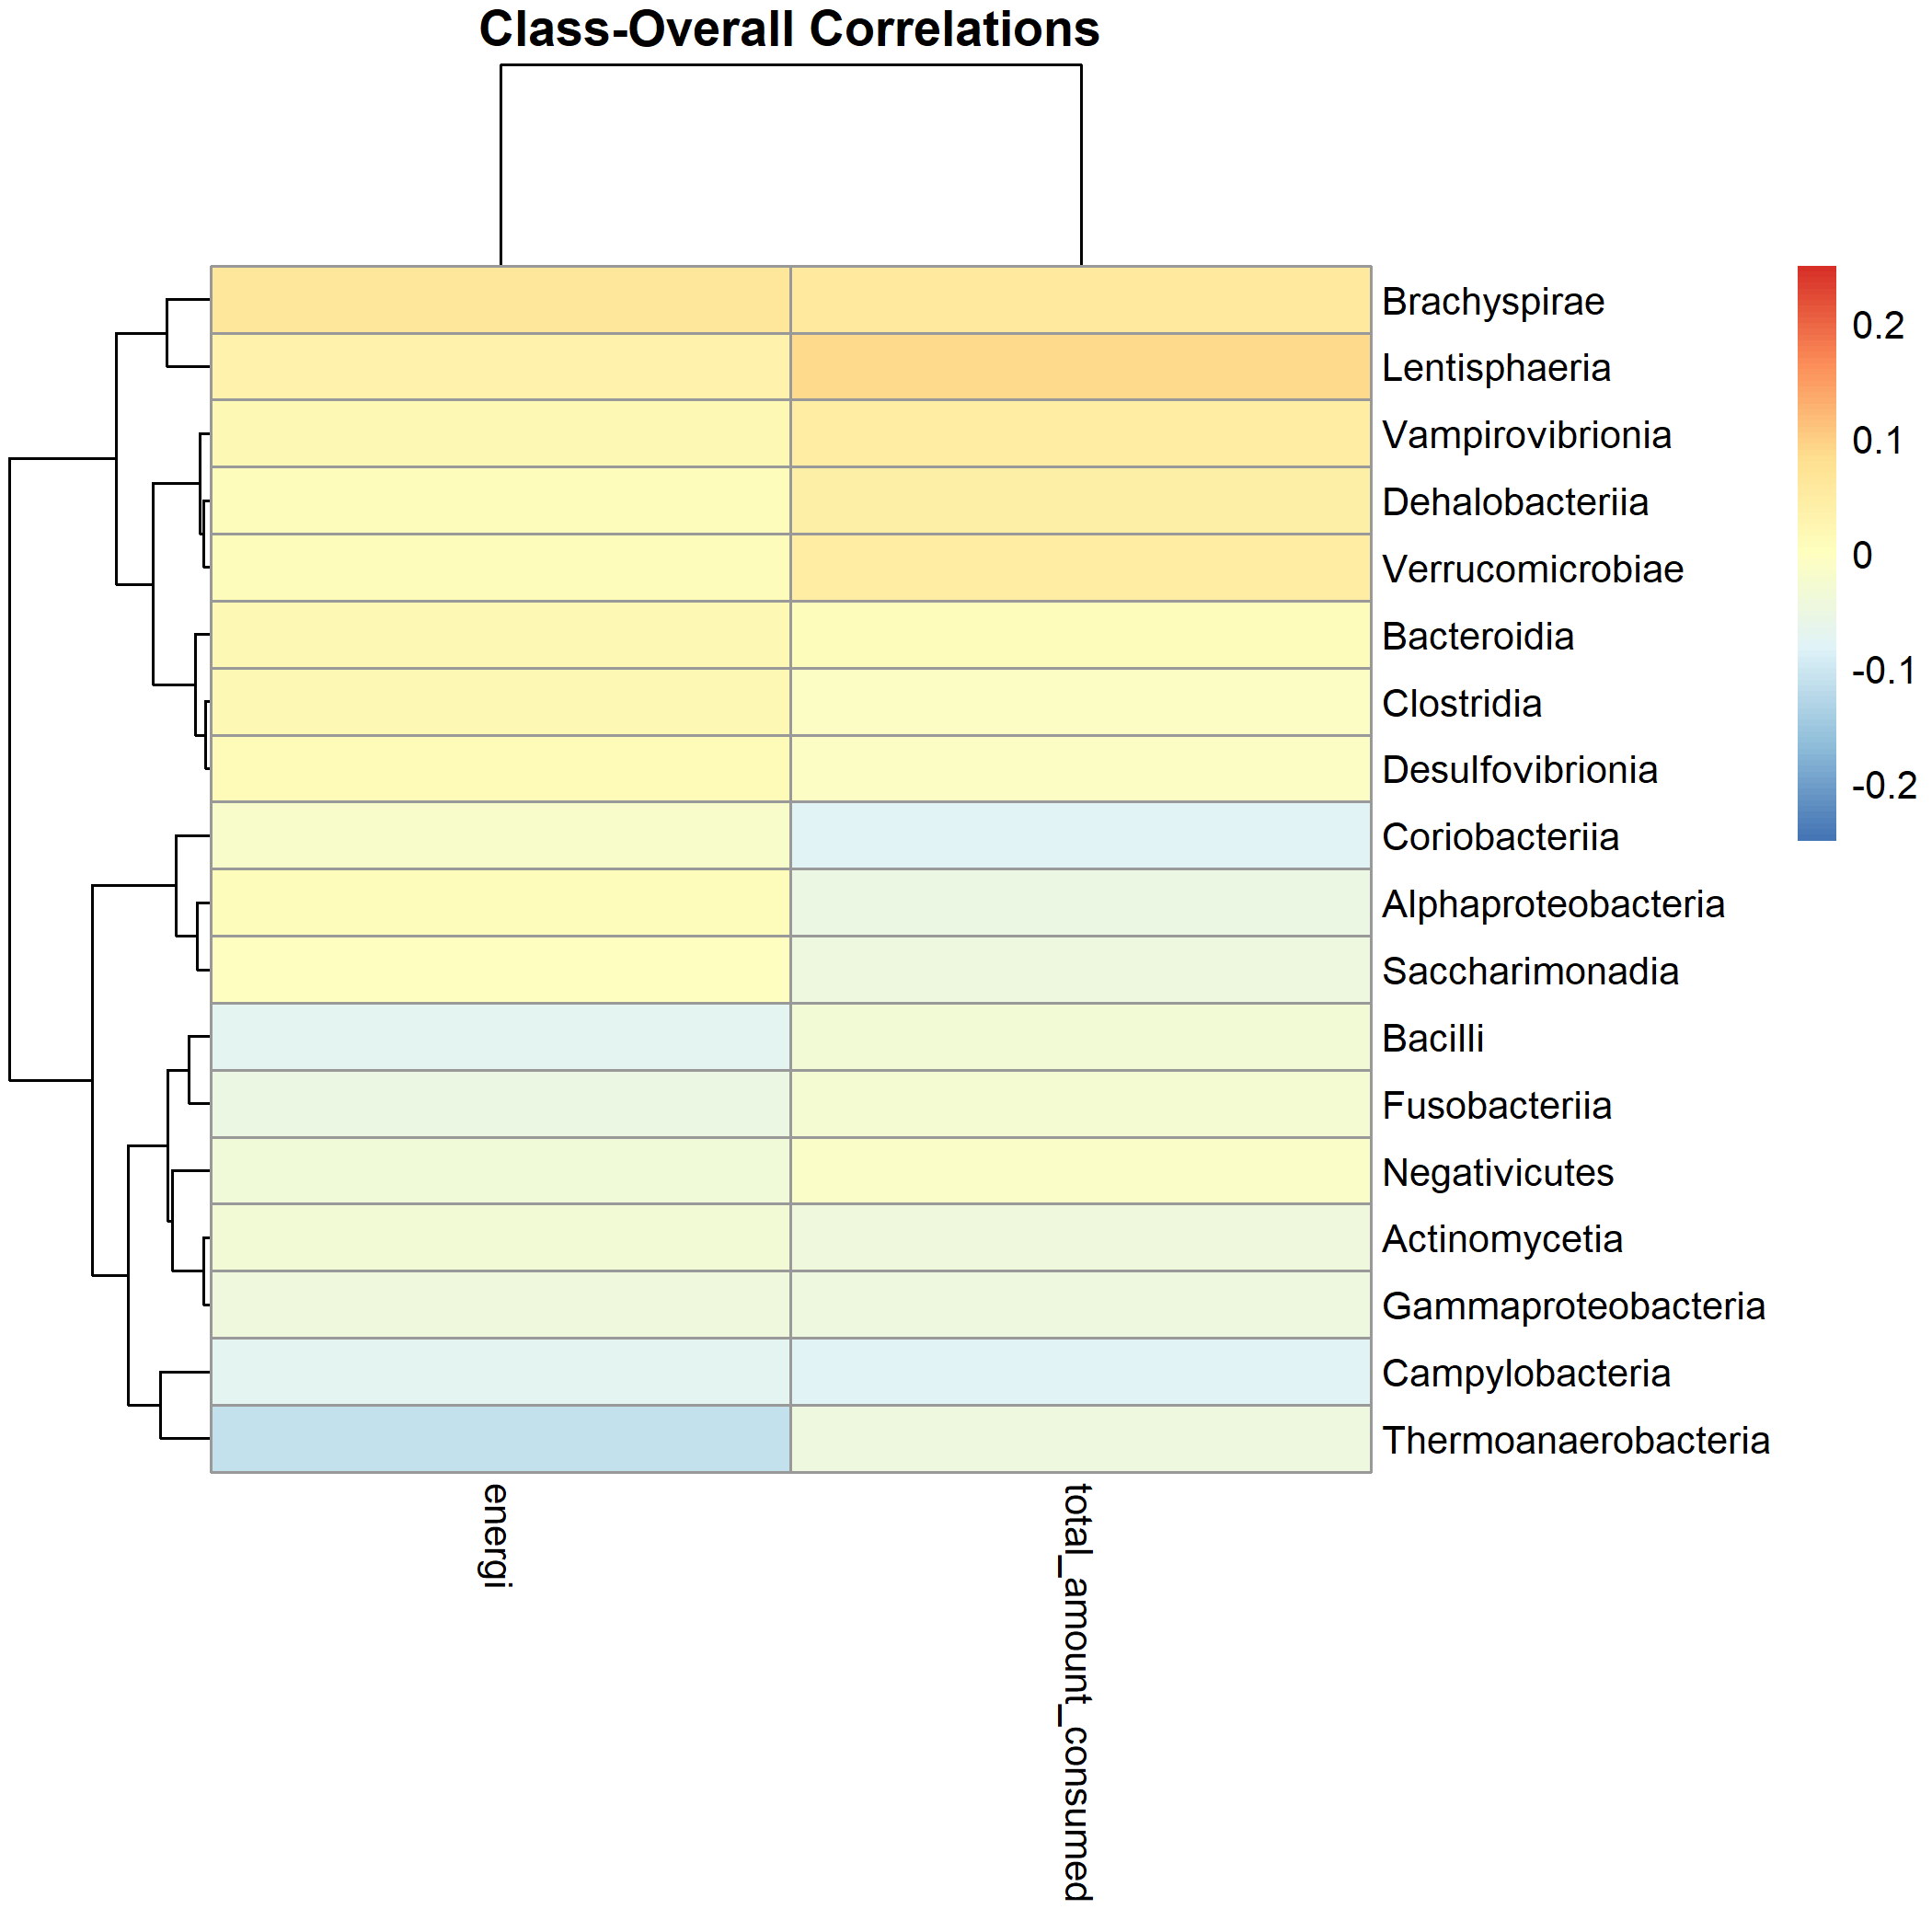 Class-Overall Correlations
Brachyspirae
Lentisphaeria
Vampirovibrionia
Dehalobacteriia
Verrucomicrobiae
Bacteroidia
Clostridia
Desulfovibrionia
Coriobacteriia
Alphaproteobacteria
Saccharimonadia
Bacilli
Fusobacteriia
Negativicutes
Actinomycetia
Gammaproteobacteria
Campylobacteria
Thermoanaerobacteria
0.2
0.1
0
-0.1
-0.2
energi
total_amount_consumed